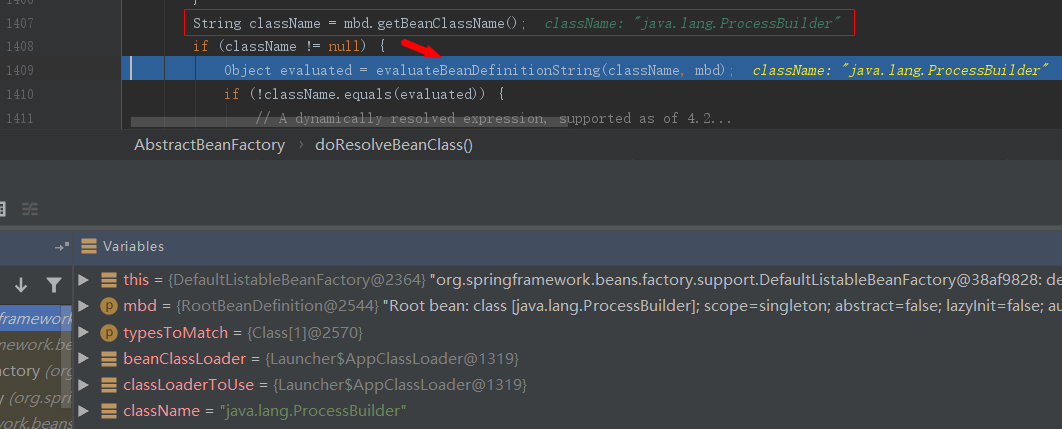 1406 }
1407 String className = mbd.getBeanClassName(); className: "java.lang.ProcessBuilder"
1408 if (className != null) {
1409 Object evaluated = evaluateBeanDefinitionString(className, mbd); className: "java.lang.ProcessBuilder"
1410 if (!className.equals(evaluated)) {
1411 // A dynamically resolved expression, supported as of 4.2...
AbstractBeanFactory › doResolveBeanClass()
Variables
this = {DefaultListableBeanFactory@2364} "org.springframework.beans.factory.support.DefaultListableBeanFactory@38af9828: de
framework mbd = {RootBeanDefinition@2544} "Root bean: class [java.lang.ProcessBuilder]; scope=singleton; abstract=false; lazyInit=false; au
mework.be typesToMatch = {Class[1]@2570}
actory (org beanClassLoader = {Launcher$AppClassLoader@1319}
y (org.spri classLoaderToUse = {Launcher$AppClassLoader@1319}
work.beans className = "java.lang.ProcessBuilder"